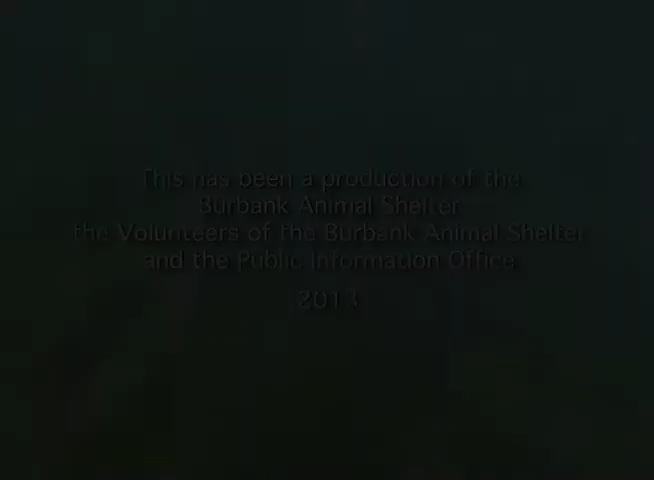 This has been a production of the
Burbank Animal Shelter
the Volunteers of the Burbank Animal Shelter
and the Public Information Office
2013